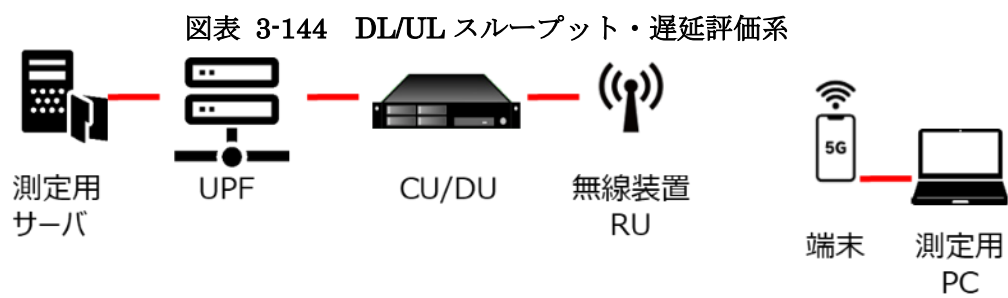 図表 3-144 DL/UL スループット・遅延評価系
測定用
サーバ
UPF
CU/DU
無線装置
RU
5G
端末
測定用
PC